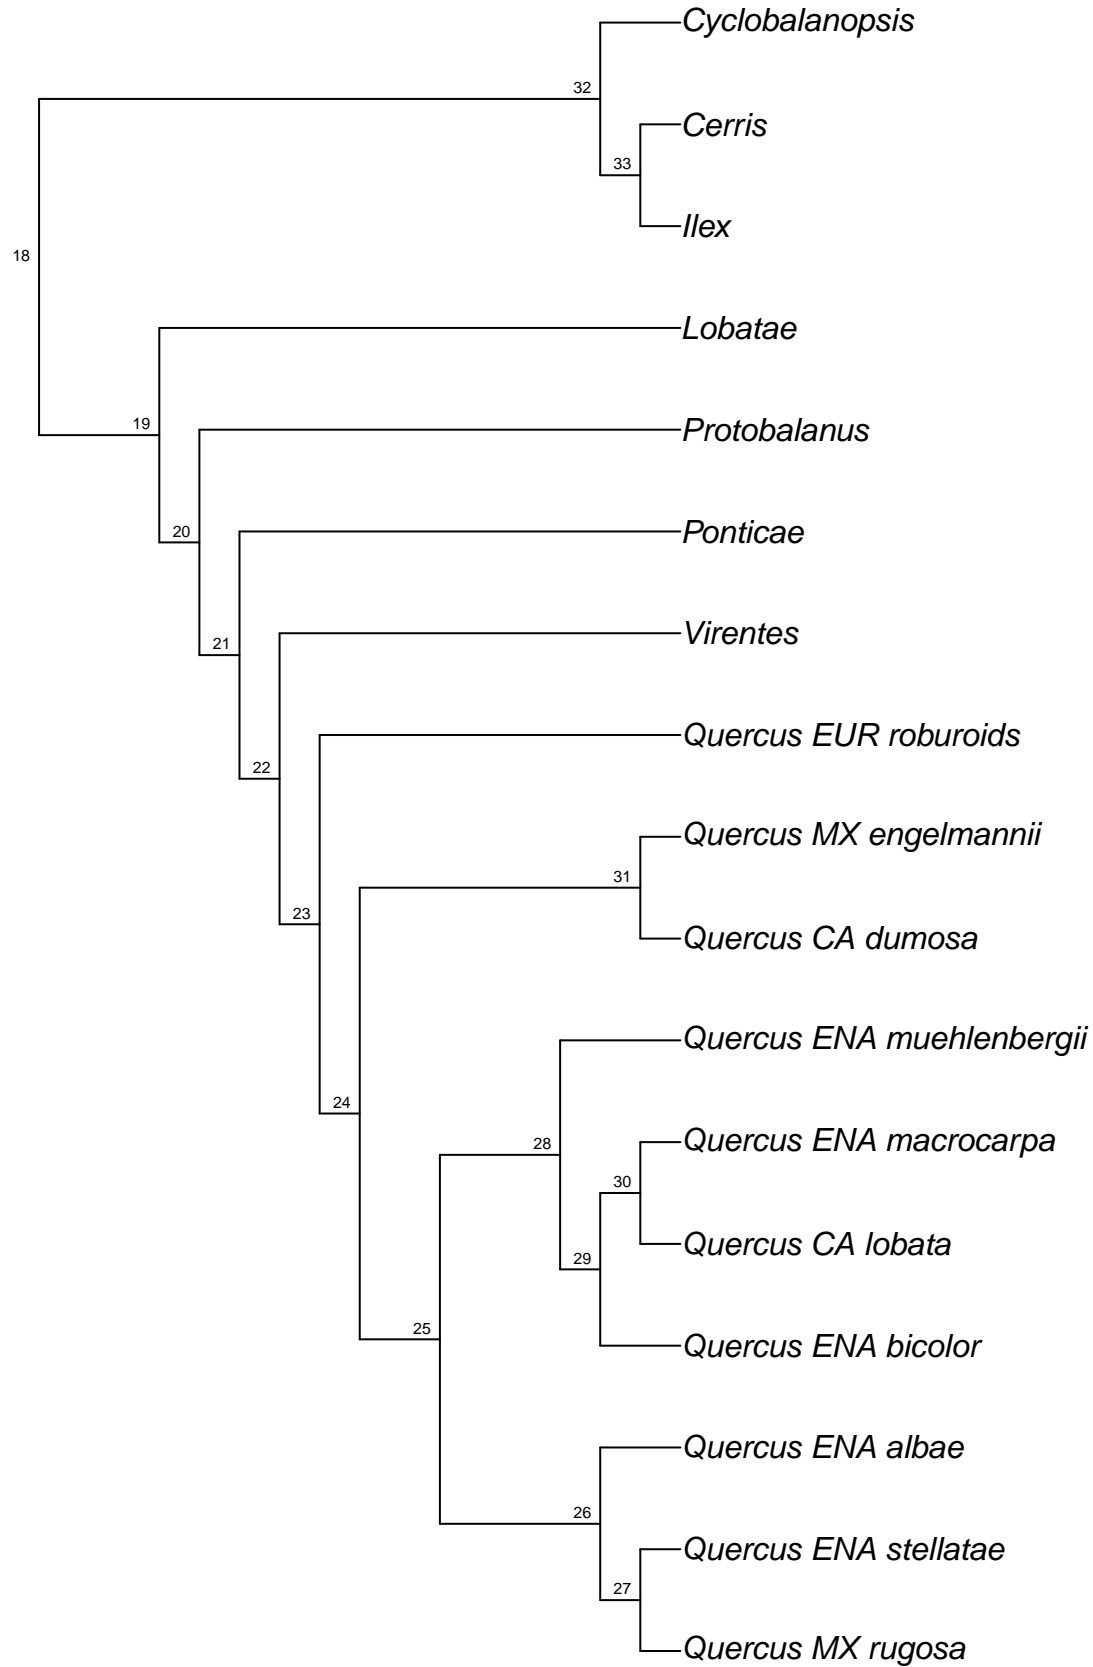 Cyclobalanopsis
32
Cerris
33
Ilex
18
Lobatae
19
Protobalanus
20
Ponticae
21
Virentes
22
Quercus EUR roburoids
Quercus MX engelmannii
31
23
Quercus CA dumosa
Quercus ENA muehlenbergii
24
28
Quercus ENA macrocarpa
30
Quercus CA lobata
29
25
Quercus ENA bicolor
Quercus ENA albae
26
Quercus ENA stellatae
27
Quercus MX rugosa